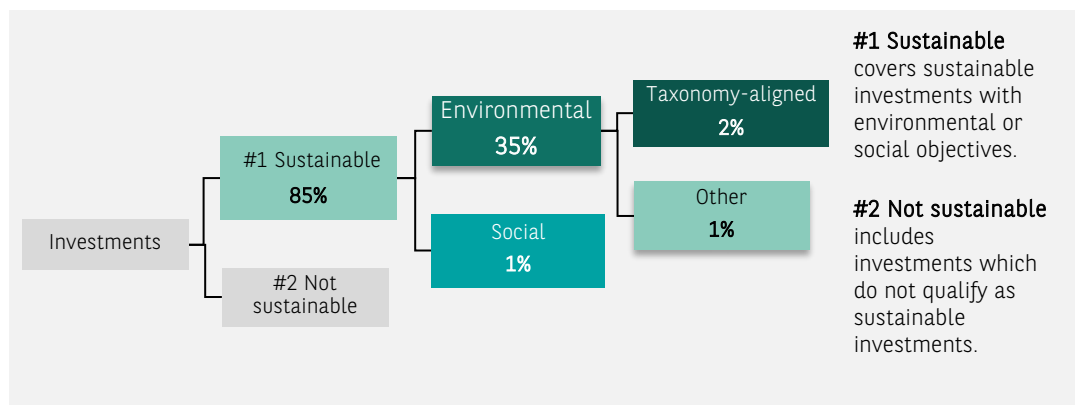 Investments
#1 Sustainable
85%
#2 Not
sustainable
Environmental
35%
Social
1%
Taxonomy-aligned
2%
Other
1%
#1 Sustainable
covers sustainable
investments with
environmental or
social objectives.
#2 Not sustainable
includes
investments which
do not qualify as
sustainable
investments.